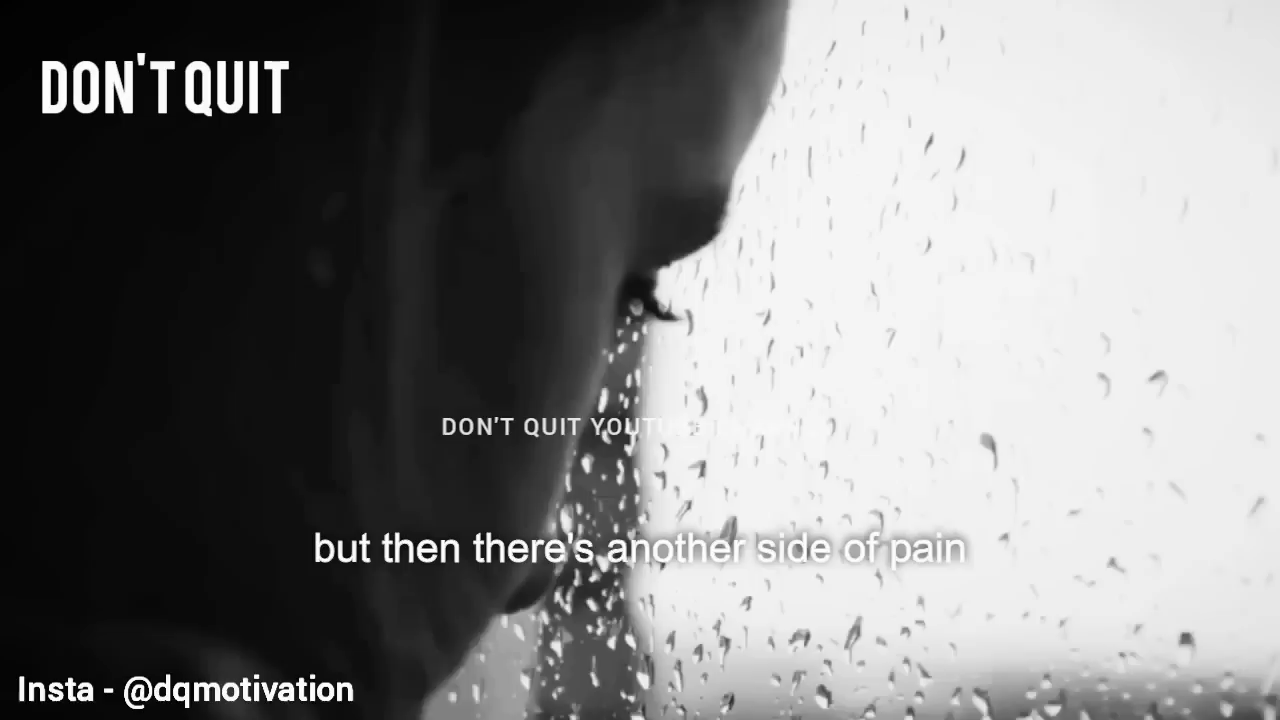 DON'T QUIT
DON'T QUIT
but then there's another side of pain
Insta - @dqmotivation